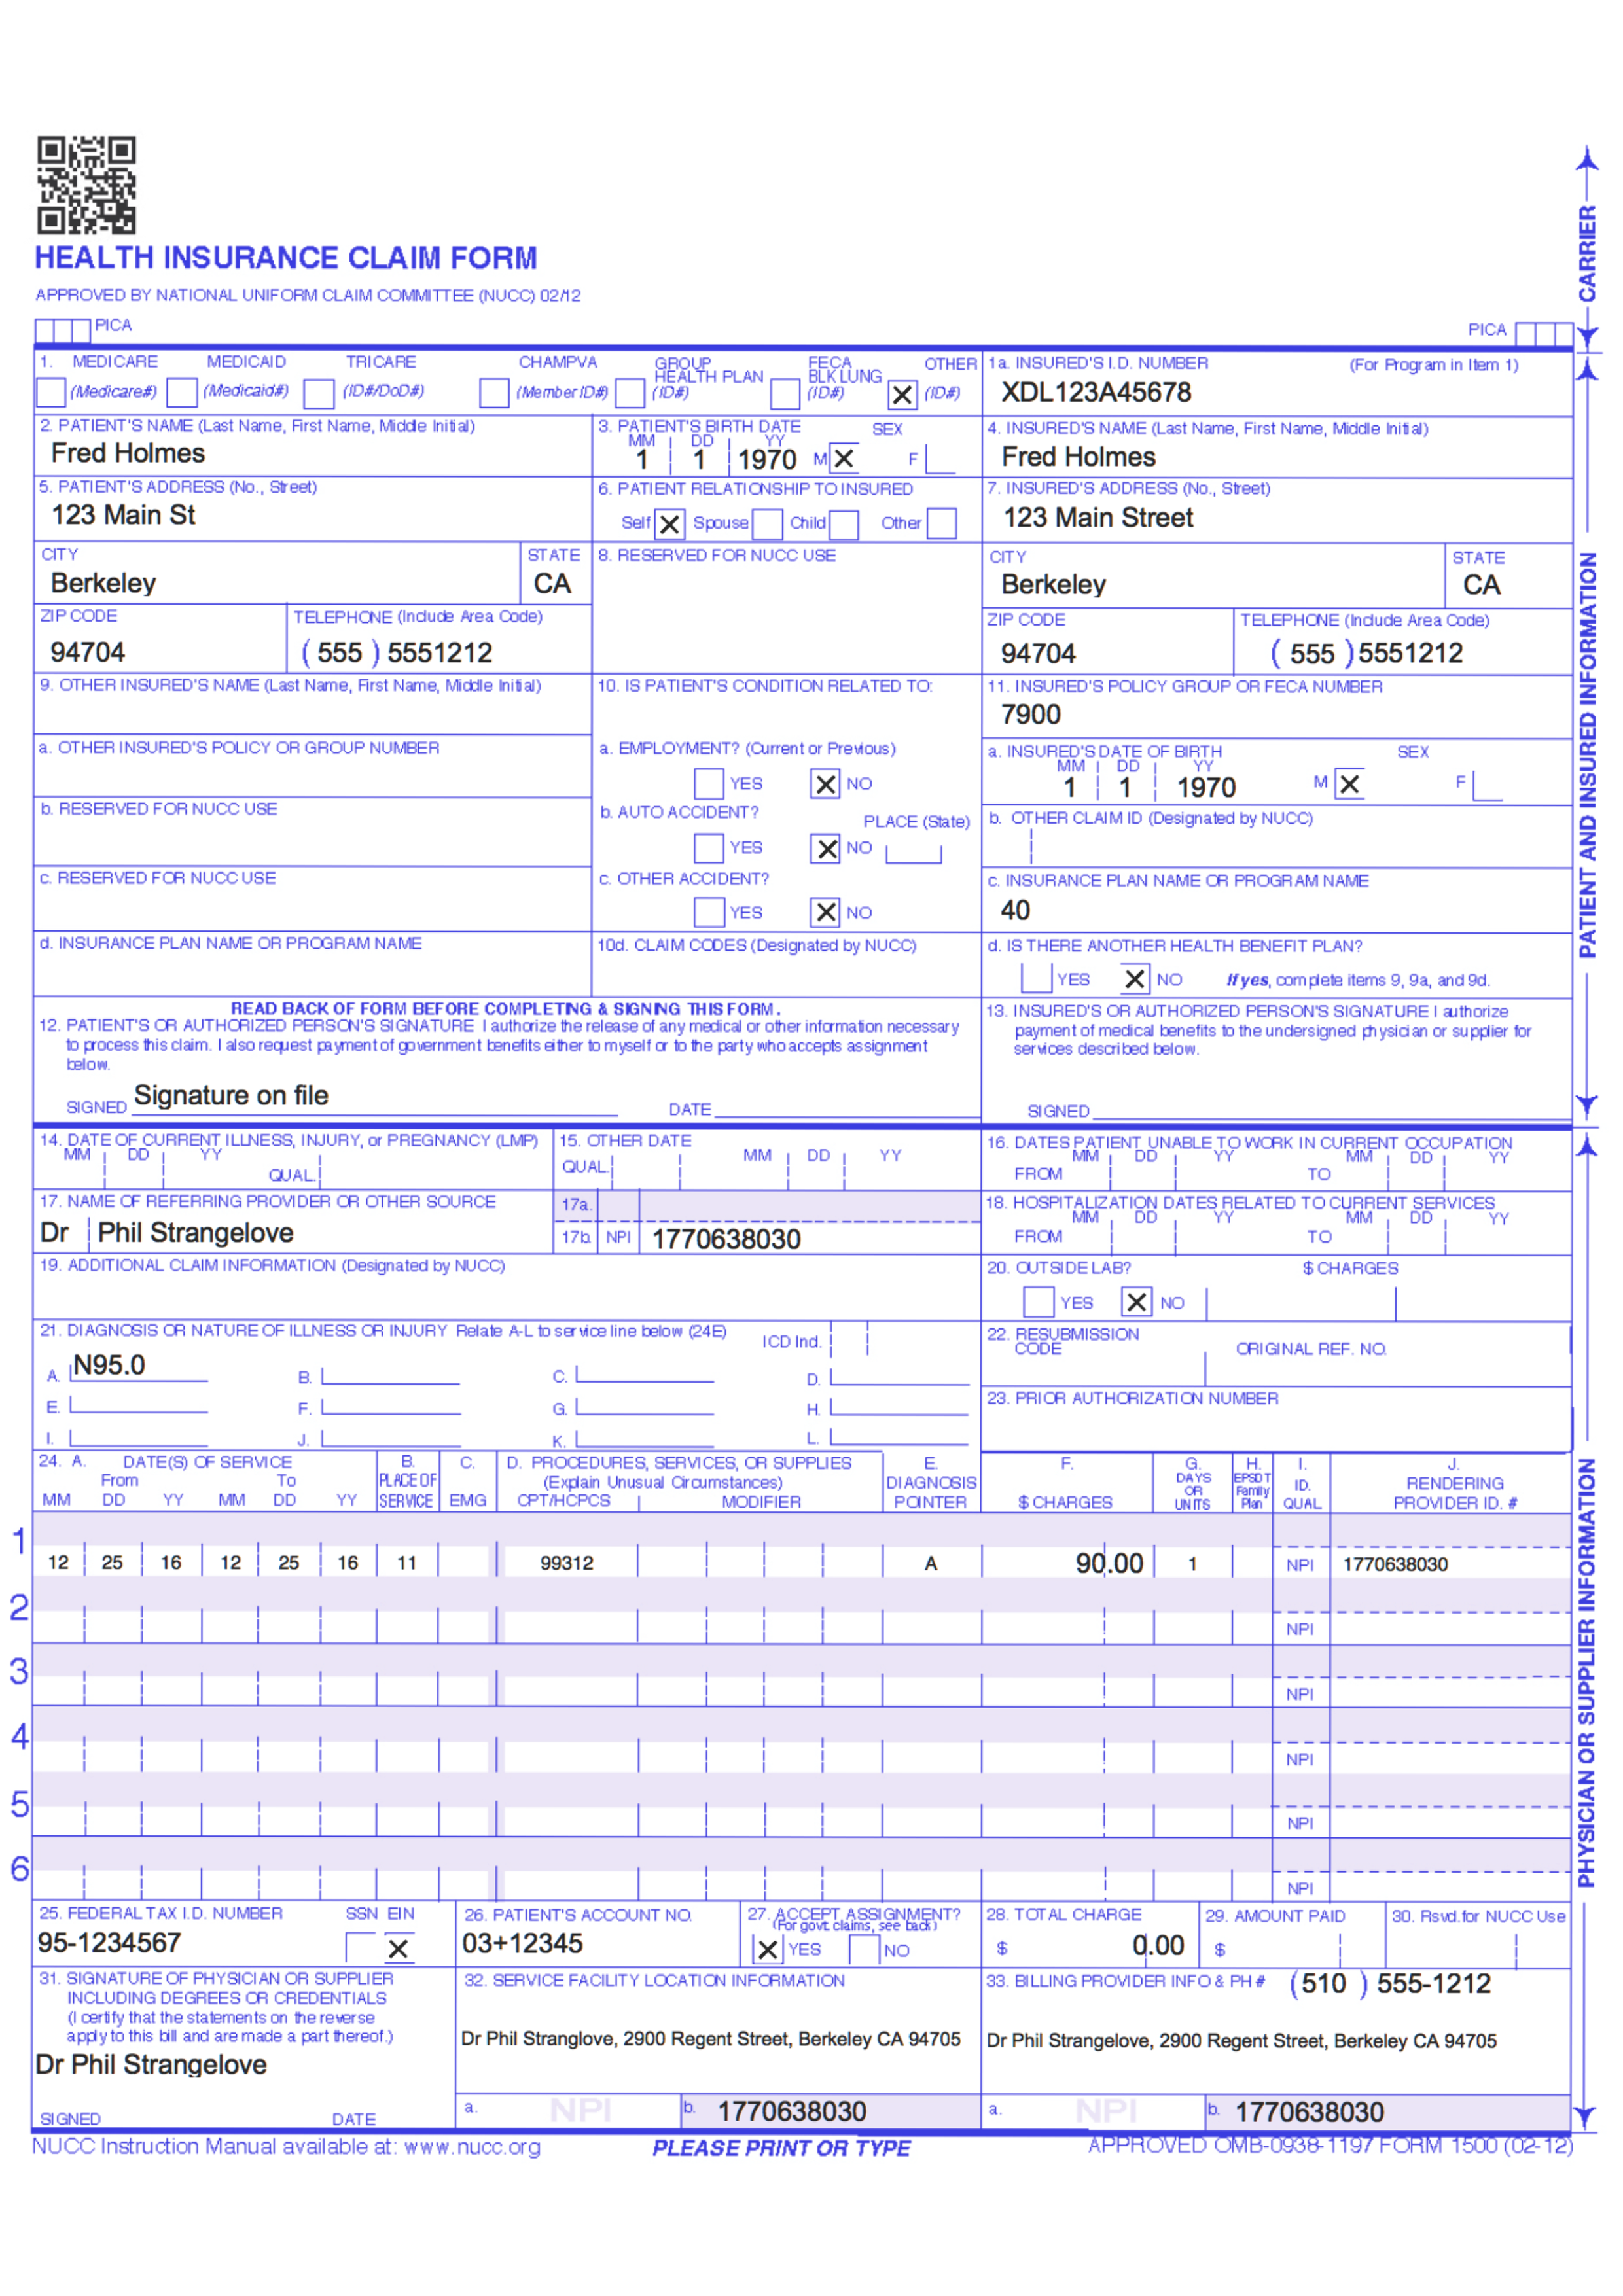 HEALTH INSURANCE CLAIM FORM
APPROVED BY NATIONAL UNIFORM CLAIM COMMITTEE (NUCC) 02/12
PICA
PICA
CARRIER
1. MEDICARE MEDICAID TRICARE CHAMPVA GROUP HEALTH PLAN FECA BLK LUNG OTHER
(Medicare#) (Medicaid#) (ID#/DoD#) (Member ID#) (ID#) (ID#) X (ID#)
1a. INSURED'S I.D. NUMBER (For Program in Item 1)
XDL123A45678
2. PATIENT'S NAME (Last Name, First Name, Middle Initial)
Fred Holmes
3. PATIENT'S BIRTH DATE SEX
MM DD YY
1 1 1970 M X F
4. INSURED'S NAME (Last Name, First Name, Middle Initial)
Fred Holmes
5. PATIENT'S ADDRESS (No., Street)
123 Main St
6. PATIENT RELATIONSHIP TO INSURED
Self X Spouse Child Other
7. INSURED'S ADDRESS (No., Street)
123 Main Street
CITY STATE
Berkeley CA
8. RESERVED FOR NUCC USE
CITY STATE
Berkeley CA
ZIP CODE TELEPHONE (Include Area Code)
94704 (555) 5551212
ZIP CODE TELEPHONE (Include Area Code)
94704 (555) 5551212
9. OTHER INSURED'S NAME (Last Name, First Name, Middle Initial)
10. IS PATIENT'S CONDITION RELATED TO:
11. INSURED'S POLICY GROUP OR FECA NUMBER
7900
a. OTHER INSURED'S POLICY OR GROUP NUMBER
a. EMPLOYMENT? (Current or Previous)
YES X NO
a. INSURED'S DATE OF BIRTH SEX
MM DD YY
1 1 1970 M X F
b. RESERVED FOR NUCC USE
b. AUTO ACCIDENT? PLACE (State)
YES X NO
b. OTHER CLAIM ID (Designated by NUCC)
c. RESERVED FOR NUCC USE
c. OTHER ACCIDENT?
YES X NO
c. INSURANCE PLAN NAME OR PROGRAM NAME
40
d. INSURANCE PLAN NAME OR PROGRAM NAME
10d. CLAIM CODES (Designated by NUCC)
d. IS THERE ANOTHER HEALTH BENEFIT PLAN?
YES X NO If yes, complete items 9, 9a, and 9d.
READ BACK OF FORM BEFORE COMPLETING & SIGNING THIS FORM.
12. PATIENT'S OR AUTHORIZED PERSON'S SIGNATURE I authorize the release of any medical or other information necessary
to process this claim. I also request payment of government benefits either to myself or to the party who accepts assignment
below.
SIGNED Signature on file DATE
13. INSURED'S OR AUTHORIZED PERSON'S SIGNATURE I authorize
payment of medical benefits to the undersigned physician or supplier for
services described below.
SIGNED
PATIENT AND INSURED INFORMATION
14. DATE OF CURRENT ILLNESS, INJURY, or PREGNANCY (LMP)
MM DD YY
QUAL.
15. OTHER DATE
QUAL. MM DD YY
16. DATES PATIENT UNABLE TO WORK IN CURRENT OCCUPATION
MM DD YY MM DD YY
FROM TO
17. NAME OF REFERRING PROVIDER OR OTHER SOURCE
Dr Phil Strangelove
17a.
17b. NPI 1770638030
18. HOSPITALIZATION DATES RELATED TO CURRENT SERVICES
MM DD YY MM DD YY
FROM TO
19. ADDITIONAL CLAIM INFORMATION (Designated by NUCC)
20. OUTSIDE LAB? $ CHARGES
YES X NO
21. DIAGNOSIS OR NATURE OF ILLNESS OR INJURY Relate A-L to service line below (24E) ICD Ind.
A. N95.0 B. C. D.
E. F. G. H.
I. J. K. L.
22. RESUBMISSION CODE ORIGINAL REF. NO.
23. PRIOR AUTHORIZATION NUMBER
24. A. DATE(S) OF SERVICE
From To
MM DD YY MM DD YY
B. PLACE OF SERVICE
C. EMG
D. PROCEDURES, SERVICES, OR SUPPLIES
(Explain Unusual Circumstances)
CPT/HCPCS MODIFIER
E. DIAGNOSIS POINTER
F. $ CHARGES
G. DAYS OR UNITS
H. EPSDT Family Plan
I. ID. QUAL
J. RENDERING PROVIDER ID. #
1 12 25 16 12 25 16 11 99312 A 90.00 1 NPI 1770638030
2 NPI
3 NPI
4 NPI
5 NPI
6 NPI
PHYSICIAN OR SUPPLIER INFORMATION
25. FEDERAL TAX I.D. NUMBER SSN EIN
95-1234567 X
26. PATIENT'S ACCOUNT NO.
03+12345
27. ACCEPT ASSIGNMENT?
(For govt. claims, see back)
X YES NO
28. TOTAL CHARGE
$ 0.00
29. AMOUNT PAID
$
30. Rsvd. for NUCC Use
31. SIGNATURE OF PHYSICIAN OR SUPPLIER
INCLUDING DEGREES OR CREDENTIALS
(I certify that the statements on the reverse
apply to this bill and are made a part thereof.)
Dr Phil Strangelove
SIGNED DATE
32. SERVICE FACILITY LOCATION INFORMATION
Dr Phil Stranglove, 2900 Regent Street, Berkeley CA 94705
a. NPI b. 1770638030
33. BILLING PROVIDER INFO & PH # (510) 555-1212
Dr Phil Strangelove, 2900 Regent Street, Berkeley CA 94705
a. NPI b. 1770638030
NUCC Instruction Manual available at: www.nucc.org
PLEASE PRINT OR TYPE
APPROVED OMB-0938-1197 FORM 1500 (02-12)